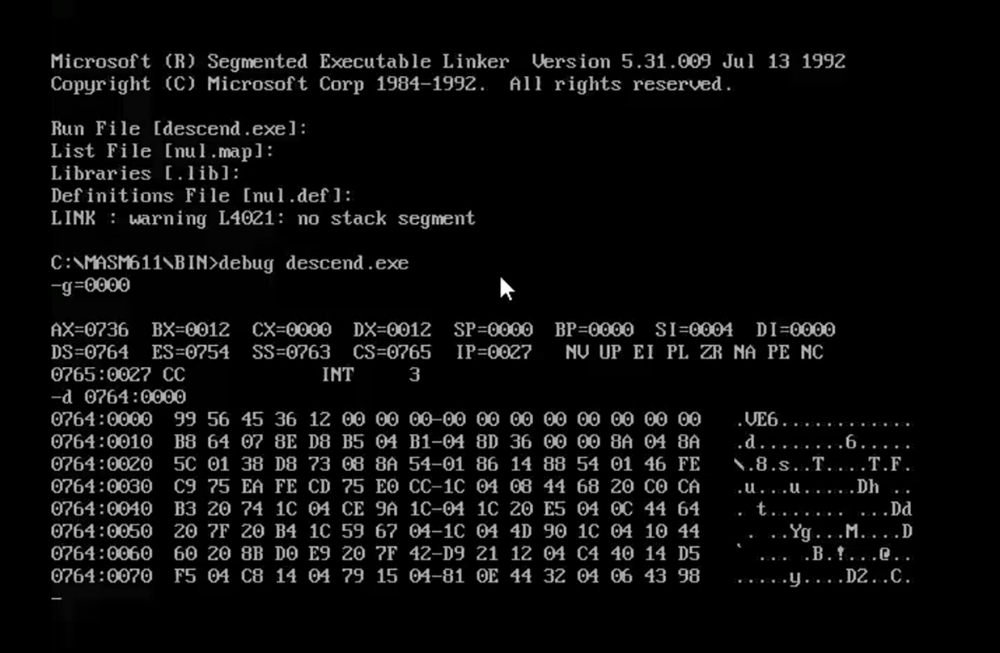 Microsoft (R) Segmented Executable Linker  Version 5.31.009 Jul 13 1992
Copyright (C) Microsoft Corp 1984-1992.  All rights reserved.
Run File [descend.exe]:
List File [nul.map]:
Libraries [.lib]:
Definitions File [nul.def]:
LINK : warning L4021: no stack segment
C:\MASM611\BIN>debug descend.exe
-g=0000
AX=0736  BX=0012  CX=0000  DX=0012  SP=0000  BP=0000  SI=0004  DI=0000
DS=0764  ES=0754  SS=0763  CS=0765  IP=0027   NV UP EI PL ZR NA PE NC
0765:0027 CC            INT     3
-d 0764:0000
0764:0000  99 56 45 36 12 00 00 00-00 00 00 00 00 00 00 00   .VE6............
0764:0010  B8 64 07 8E D8 B5 04 B1-04 8D 36 00 00 8A 04 8A   .d........6.....
0764:0020  5C 01 38 D8 73 08 8A 54-01 86 14 88 54 01 46 FE   \.8.s..T....T.F.
0764:0030  C9 75 EA FE CD 75 E0 CC-1C 04 08 44 68 20 C0 CA   .u...u.....Dh ..
0764:0040  B3 20 74 1C 04 CE 9A 1C-04 1C 20 E5 04 0C 44 64   . t....... ...Dd
0764:0050  20 7F 20 B4 1C 59 67 04-1C 04 4D 90 1C 04 10 44    . ..Yg...M....D
0764:0060  60 20 8B D0 E9 20 7F 42-D9 21 12 04 C4 40 14 D5   ` ... .B.!...@..
0764:0070  F5 04 C8 14 04 79 15 04-81 0E 44 32 04 06 43 98   .....y....D2..C.
-